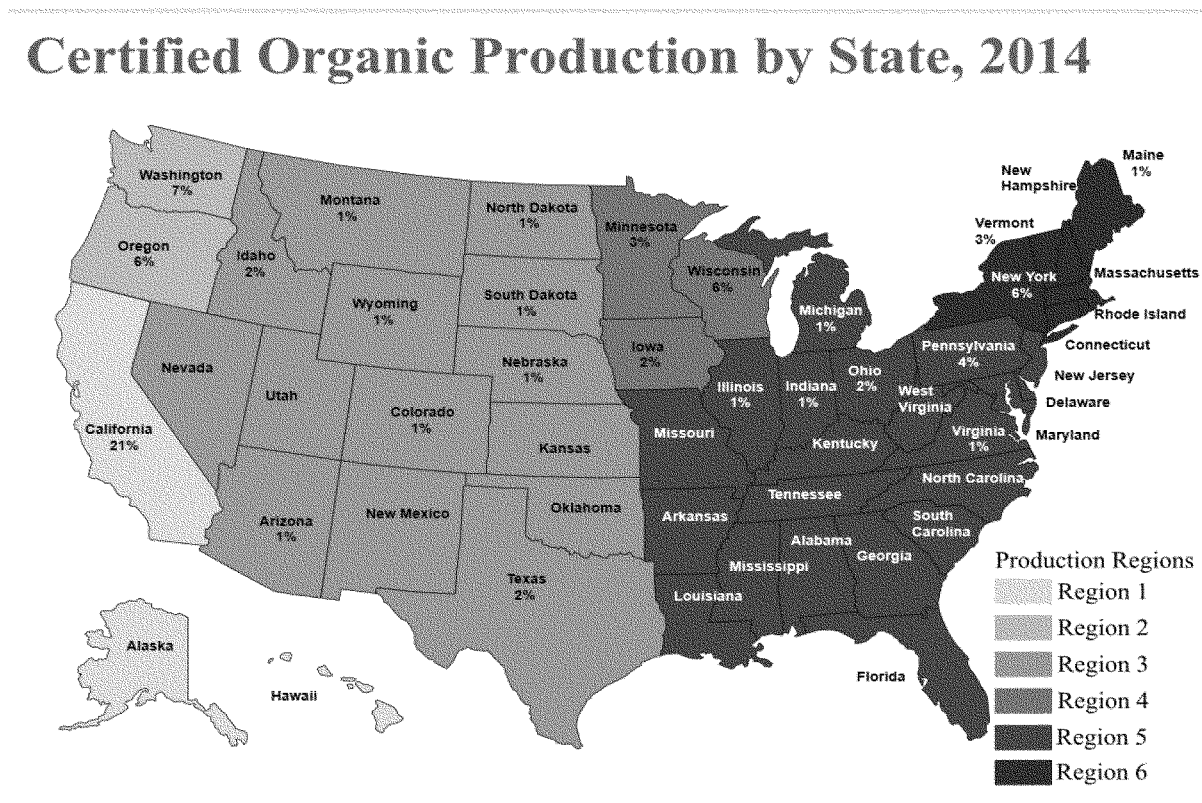 Certified Organic Production by State, 2014
Washington
7%
Oregon
6%
California
21%
Nevada
Idaho
2%
Montana
1%
Wyoming
1%
Utah
Colorado
1%
Arizona
1%
New Mexico
North Dakota
1%
South Dakota
1%
Nebraska
1%
Kansas
Oklahoma
Texas
2%
Minnesota
3%
Wisconsin
6%
Iowa
2%
Missouri
Arkansas
Louisiana
Illinois
1%
Indiana
1%
Michigan
1%
Ohio
2%
Kentucky
Tennessee
Mississippi
Alabama
Georgia
Florida
South
Carolina
North Carolina
Virginia
1%
West
Virginia
Pennsylvania
4%
New York
6%
Vermont
3%
New
Hampshire
Maine
1%
Massachusetts
Rhode Island
Connecticut
New Jersey
Delaware
Maryland
Alaska
Hawaii
Production Regions
Region 1
Region 2
Region 3
Region 4
Region 5
Region 6